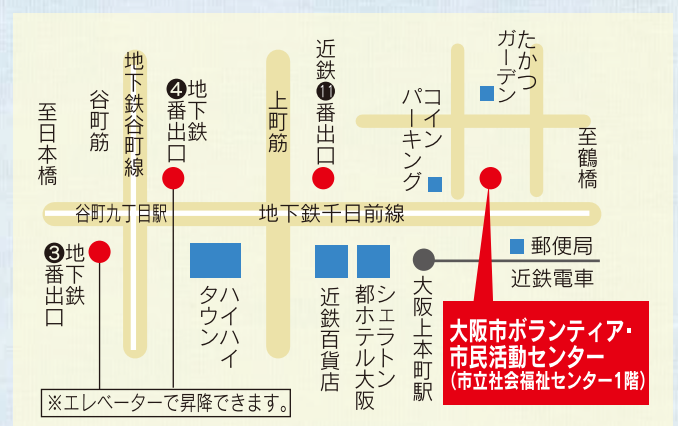 至日本橋
谷町筋
地下鉄谷町線
地下鉄
❹番出口
上町筋
近鉄⓫番出口
コイン
パーキング
たかつ
ガーデン
至鶴橋
谷町九丁目駅
地下鉄千日前線
地下鉄
❸番出口
ハイハイ
タウン
近鉄百貨店
シェラトン
都ホテル大阪
大阪上本町駅
郵便局
近鉄電車
大阪市ボランティア・
市民活動センター
(市立社会福祉センター1階)
※エレベーターで昇降できます。